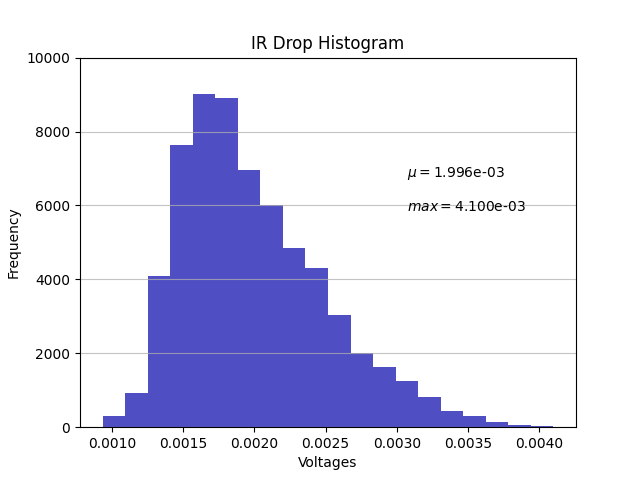 IR Drop Histogram
10000
8000
6000
4000
2000
0
Frequency
μ = 1.996e-03
max = 4.100e-03
0.0010 0.0015 0.0020 0.0025 0.0030 0.0035 0.0040
Voltages